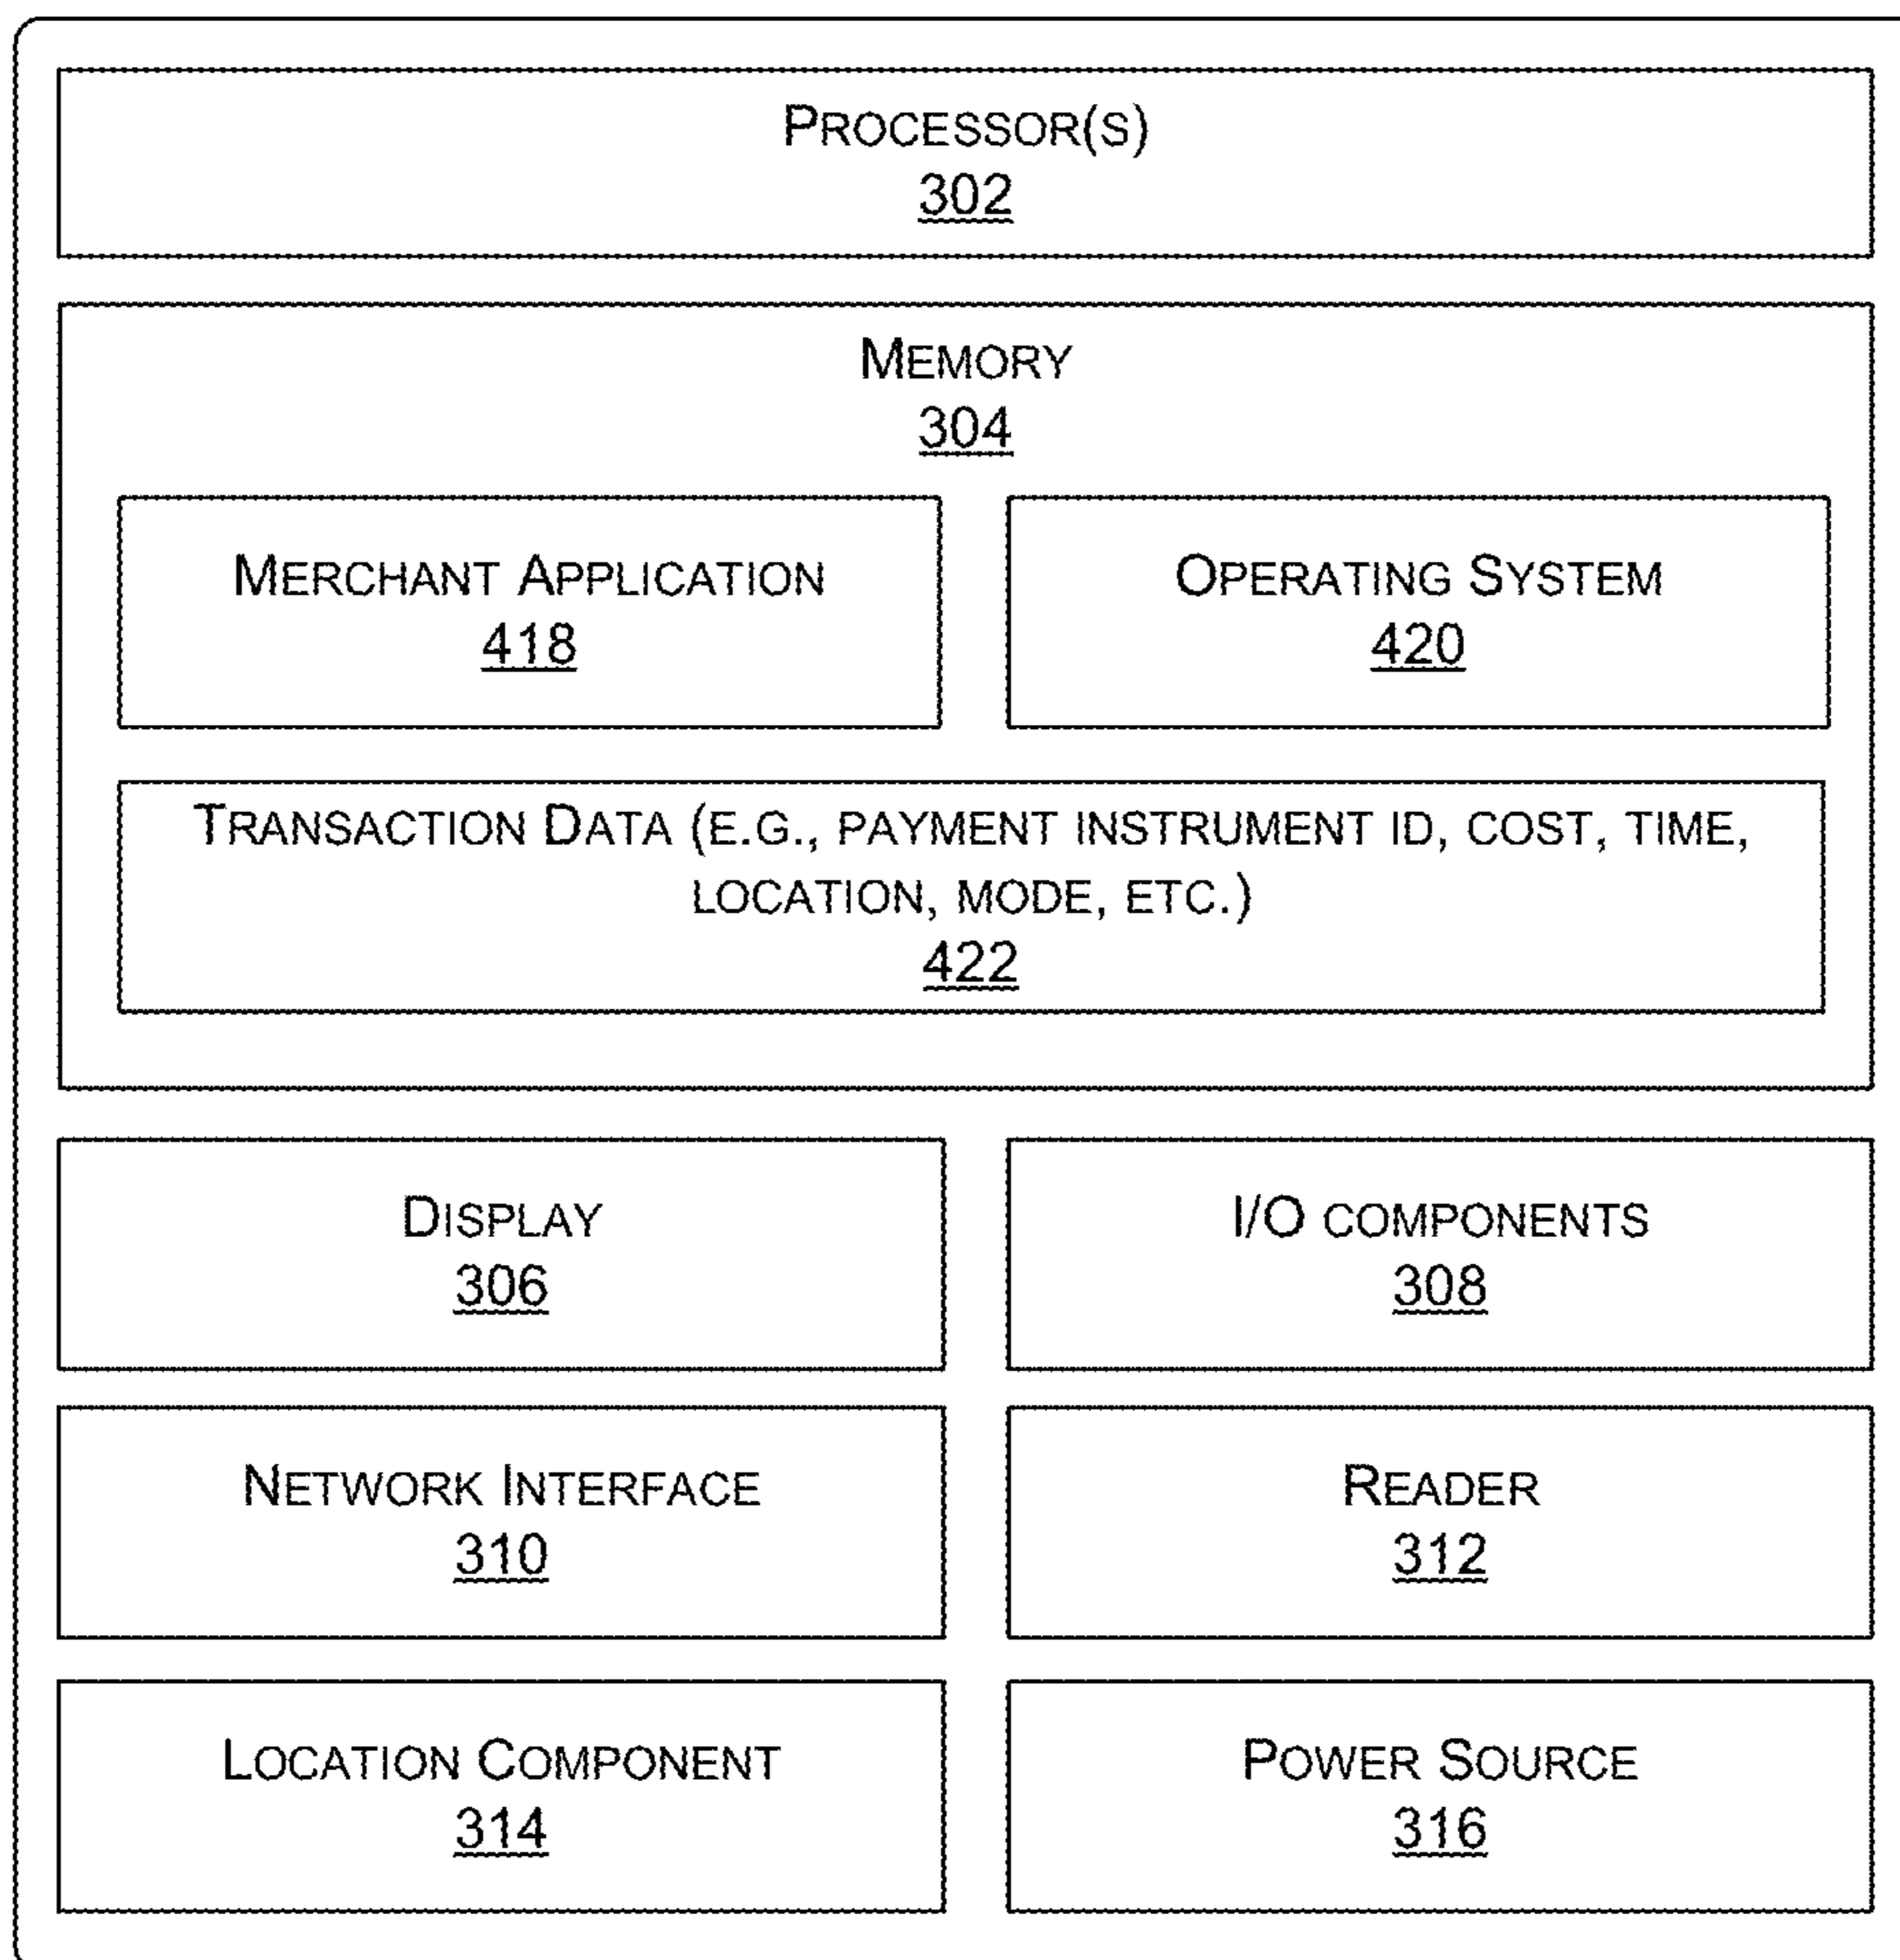 PROCESSOR(S)
302
MEMORY
304
MERCHANT APPLICATION
418
OPERATING SYSTEM
420
TRANSACTION DATA (E.G., PAYMENT INSTRUMENT ID, COST, TIME,
LOCATION, MODE, ETC.)
422
DISPLAY
306
I/O COMPONENTS
308
NETWORK INTERFACE
310
READER
312
LOCATION COMPONENT
314
POWER SOURCE
316